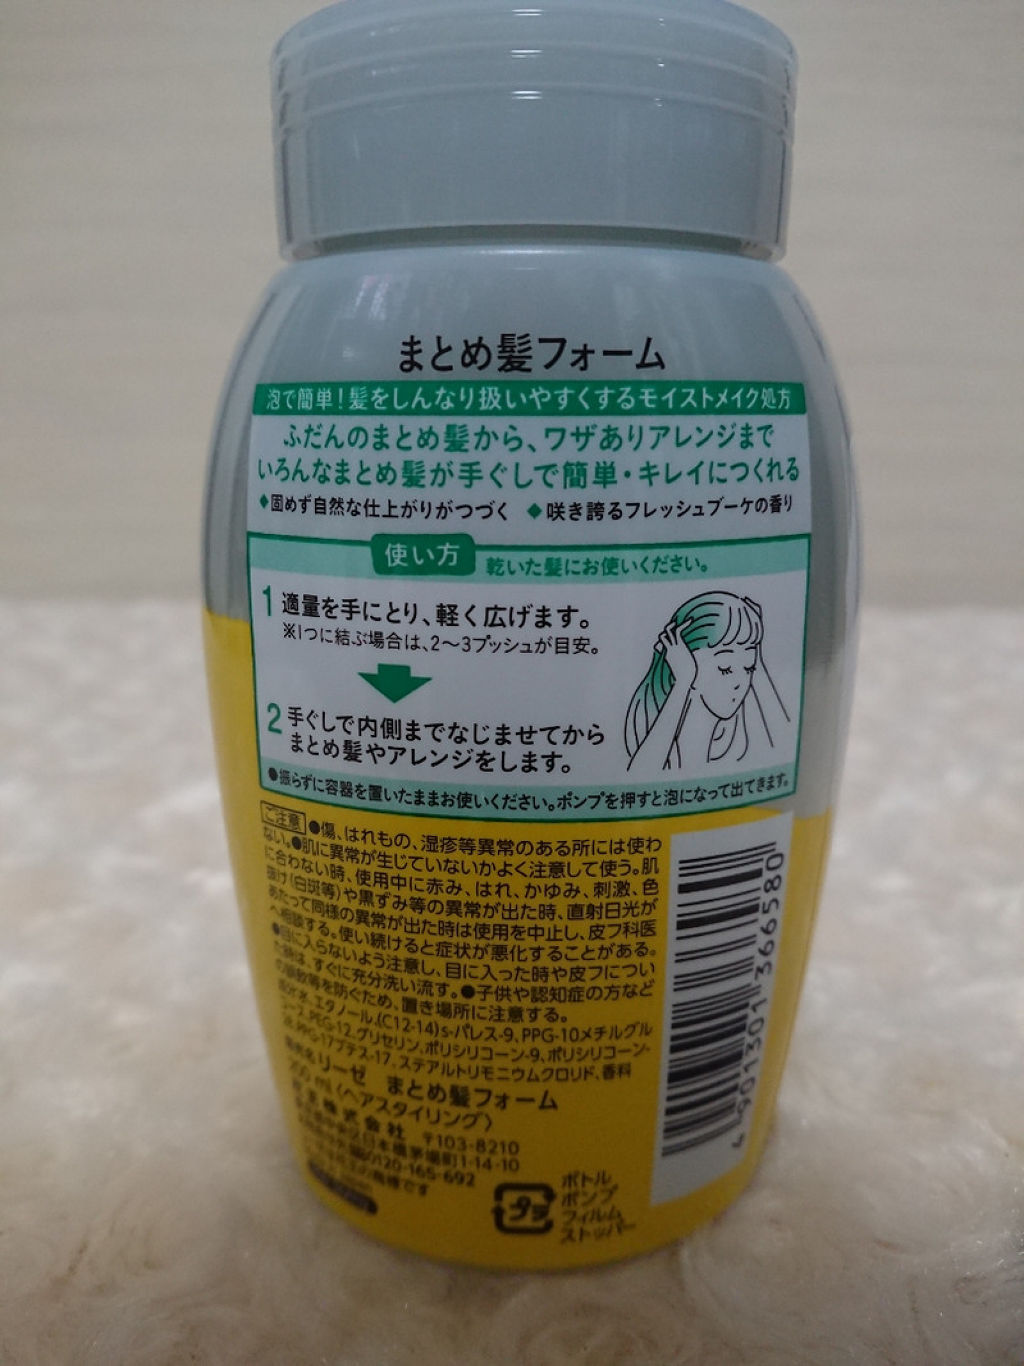 まとめ髪フォーム
泡で簡単!髪をしんなり扱いやすくするモイストメイク処方
ふだんのまとめ髪から、ワザありアレンジまで
いろんなまとめ髪が手ぐしで簡単・キレイにつくれる
◆固めず自然な仕上がりがつづく ◆咲き誇るフレッシュブーケの香り
使い方 乾いた髪にお使いください。
1 適量を手にとり、軽く広げます。
※1つに結ぶ場合は、2〜3プッシュが目安。
2 手ぐしで内側までなじませてから
まとめ髪やアレンジをします。
●振らずに容器を置いたままお使いください。ポンプを押すと泡になって出てきます。
ご注意 ●傷、はれもの、湿疹等異常のある所には使わ
ない。●肌に異常が生じていないかよく注意して使う。肌
に合わない時、使用中に赤み、はれ、かゆみ、刺激、色
抜け(白斑等)や黒ずみ等の異常が出た時、直射日光が
あたって同様の異常が出た時は使用を中止し、皮フ科医
へ相談する。使い続けると症状が悪化することがある。
●目に入らないよう注意し、目に入った時や皮フについ
た時は、すぐに充分洗い流す。●子供や認知症の方など
の誤飲等を防ぐため、置き場所に注意する。
水、エタノール、(C12-14)s-パレス-9、PPG-10メチルグル
コース、PEG-12、グリセリン、ポリシリコーン-9、ポリシリコーン-
PPG-17ブテス-17、ステアルトリモニウムクロリド、香料
リーゼ まとめ髪フォーム
200ml〈ヘアスタイリング〉
花王株式会社 〒103-8210
日本橋茅場町1-14-10
0120-165-692
4 901301 366580
プラ
ボトル
ポンプ
フィルム
ストッパー